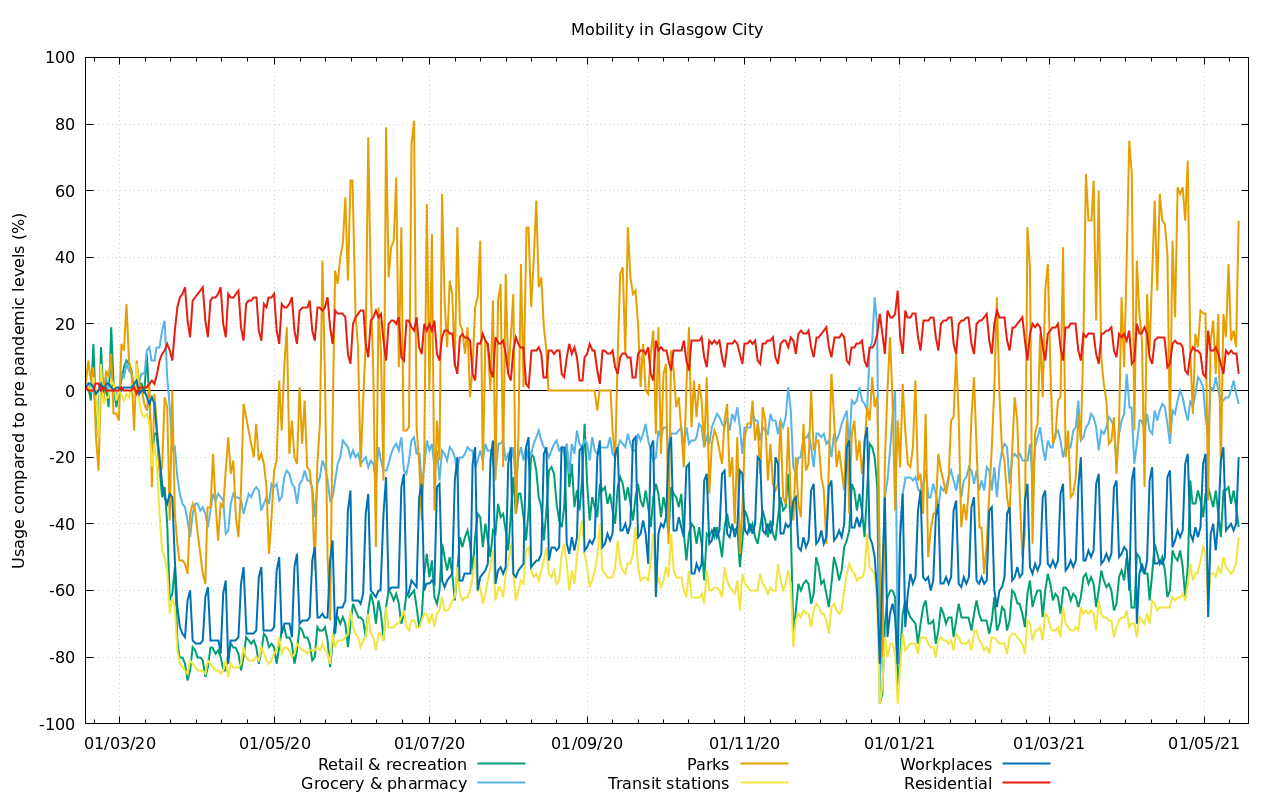 Mobility in Glasgow City
Usage compared to pre pandemic levels (%)
100
80
60
40
20
0
-20
-40
-60
-80
-100
01/03/20 01/05/20 01/07/20 01/09/20 01/11/20 01/01/21 01/03/21 01/05/21
Retail & recreation Parks Workplaces
Grocery & pharmacy Transit stations Residential